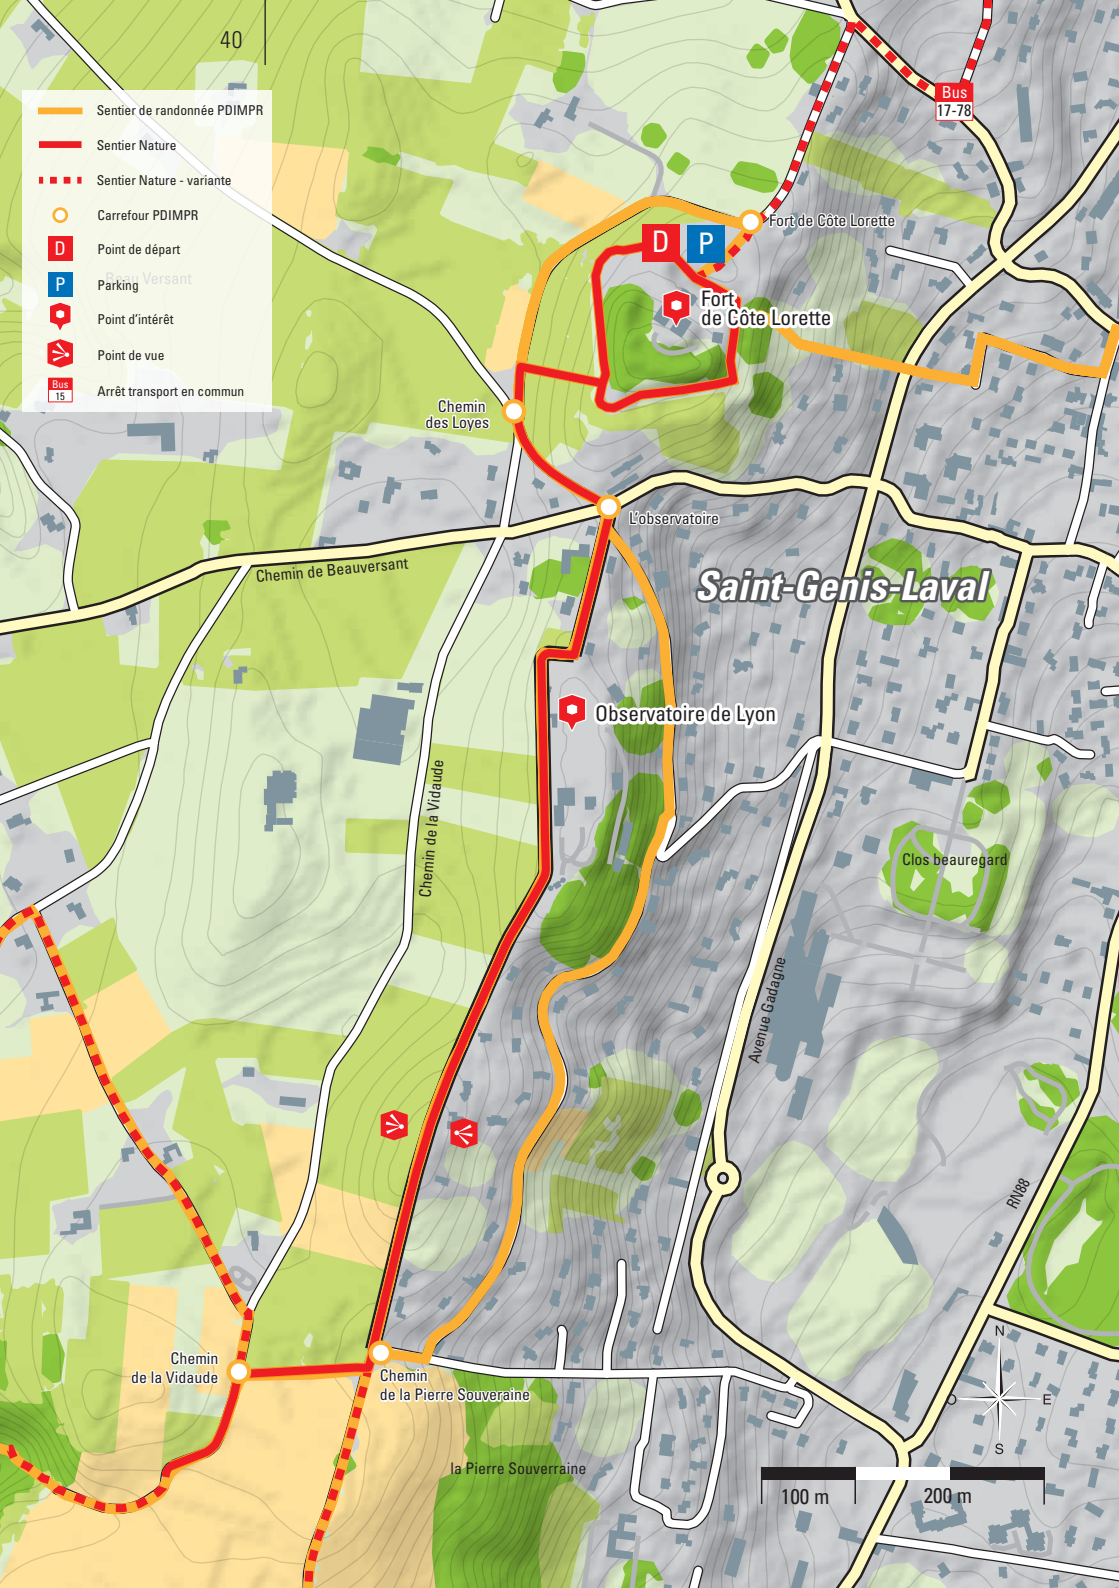 40
Sentier de randonnée PDIMPR
Sentier Nature
Sentier Nature - variante
Carrefour PDIMPR
D
Point de départ
P
Parking
Beau Versant
Point d'intérêt
Point de vue
Bus
15
Arrêt transport en commun
Bus
17-78
Fort de Côte Lorette
D
P
Fort
de Côte Lorette
Chemin
des Loyes
L'observatoire
Chemin de Beauversant
Saint-Genis-Laval
Observatoire de Lyon
Chemin de la Vidaude
Clos beauregard
Avenue Gadagne
RN88
Chemin
de la Vidaude
Chemin
de la Pierre Souveraine
la Pierre Souverraine
N
O
E
S
100 m
200 m